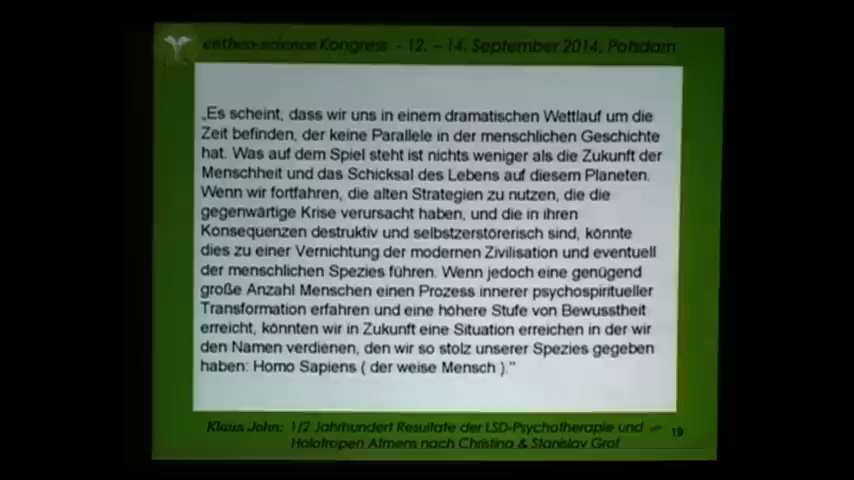 entheo-science Kongress - 12. – 14. September 2014, Potsdam
„Es scheint, dass wir uns in einem dramatischen Wettlauf um die
Zeit befinden, der keine Parallele in der menschlichen Geschichte
hat. Was auf dem Spiel steht ist nichts weniger als die Zukunft der
Menschheit und das Schicksal des Lebens auf diesem Planeten.
Wenn wir fortfahren, die alten Strategien zu nutzen, die die
gegenwärtige Krise verursacht haben, und die in ihren
Konsequenzen destruktiv und selbstzerstörerisch sind, könnte
dies zu einer Vernichtung der modernen Zivilisation und eventuell
der menschlichen Spezies führen. Wenn jedoch eine genügend
große Anzahl Menschen einen Prozess innerer psychospiritueller
Transformation erfahren und eine höhere Stufe von Bewusstheit
erreicht, könnten wir in Zukunft eine Situation erreichen in der wir
den Namen verdienen, den wir so stolz unserer Spezies gegeben
haben: Homo Sapiens ( der weise Mensch )."
Klaus John: 1/2 Jahrhundert Resultate der LSD-Psychotherapie und
Holotropen Atmens nach Christina & Stanislav Grof
19